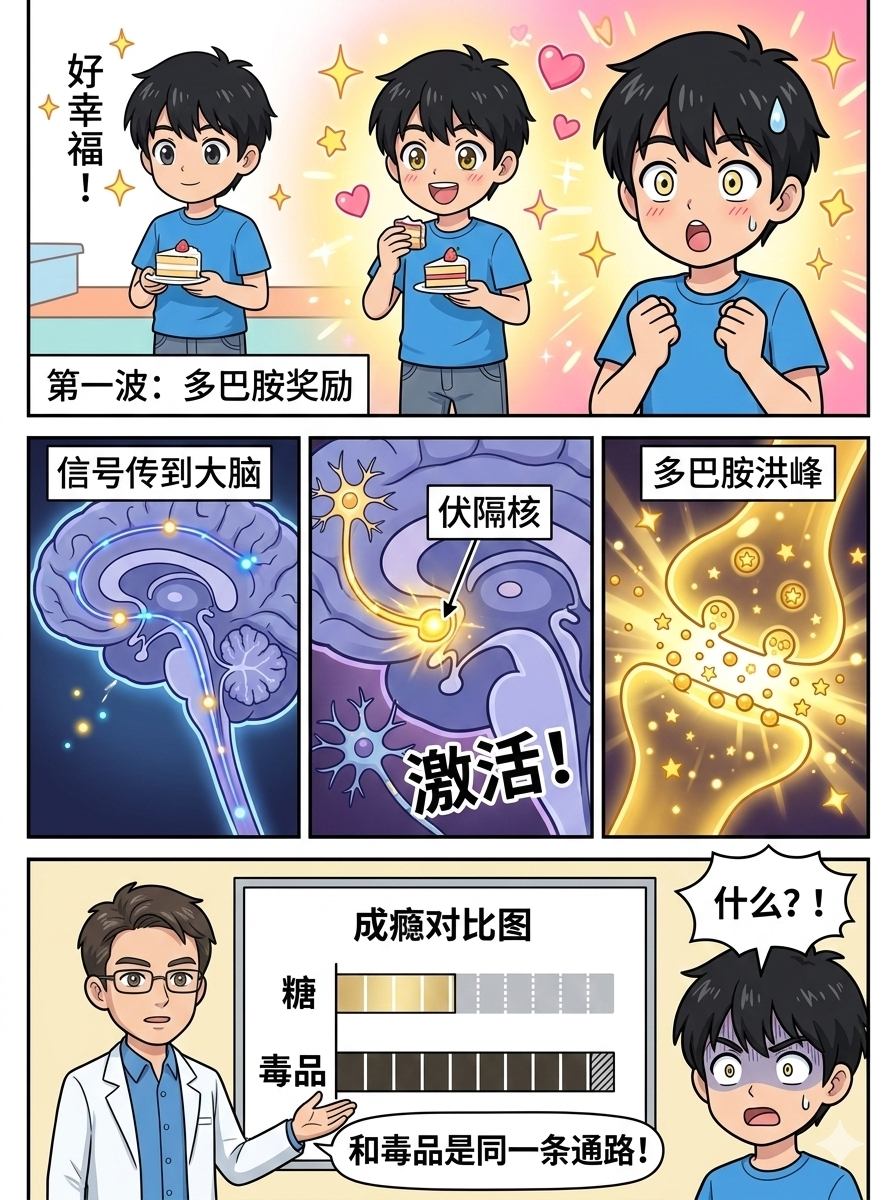 好幸福！
第一波：多巴胺奖励
信号传到大脑
伏隔核
激活！
多巴胺洪峰
成瘾对比图
糖
毒品
和毒品是同一条通路！
什么？！